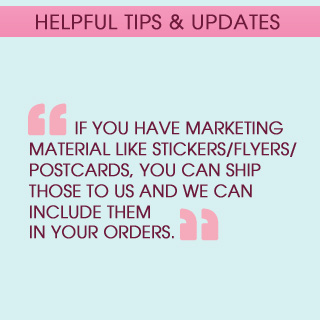 HELPFUL TIPS & UPDATES
“ IF YOU HAVE MARKETING
MATERIAL LIKE STICKERS/FLYERS/
POSTCARDS, YOU CAN SHIP
THOSE TO US AND WE CAN
INCLUDE THEM
IN YOUR ORDERS. ”